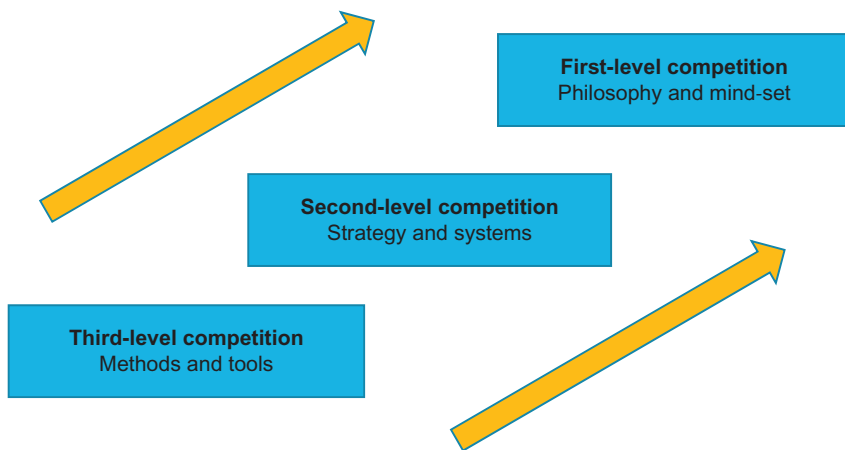 First-level competition
Philosophy and mind-set
Second-level competition
Strategy and systems
Third-level competition
Methods and tools